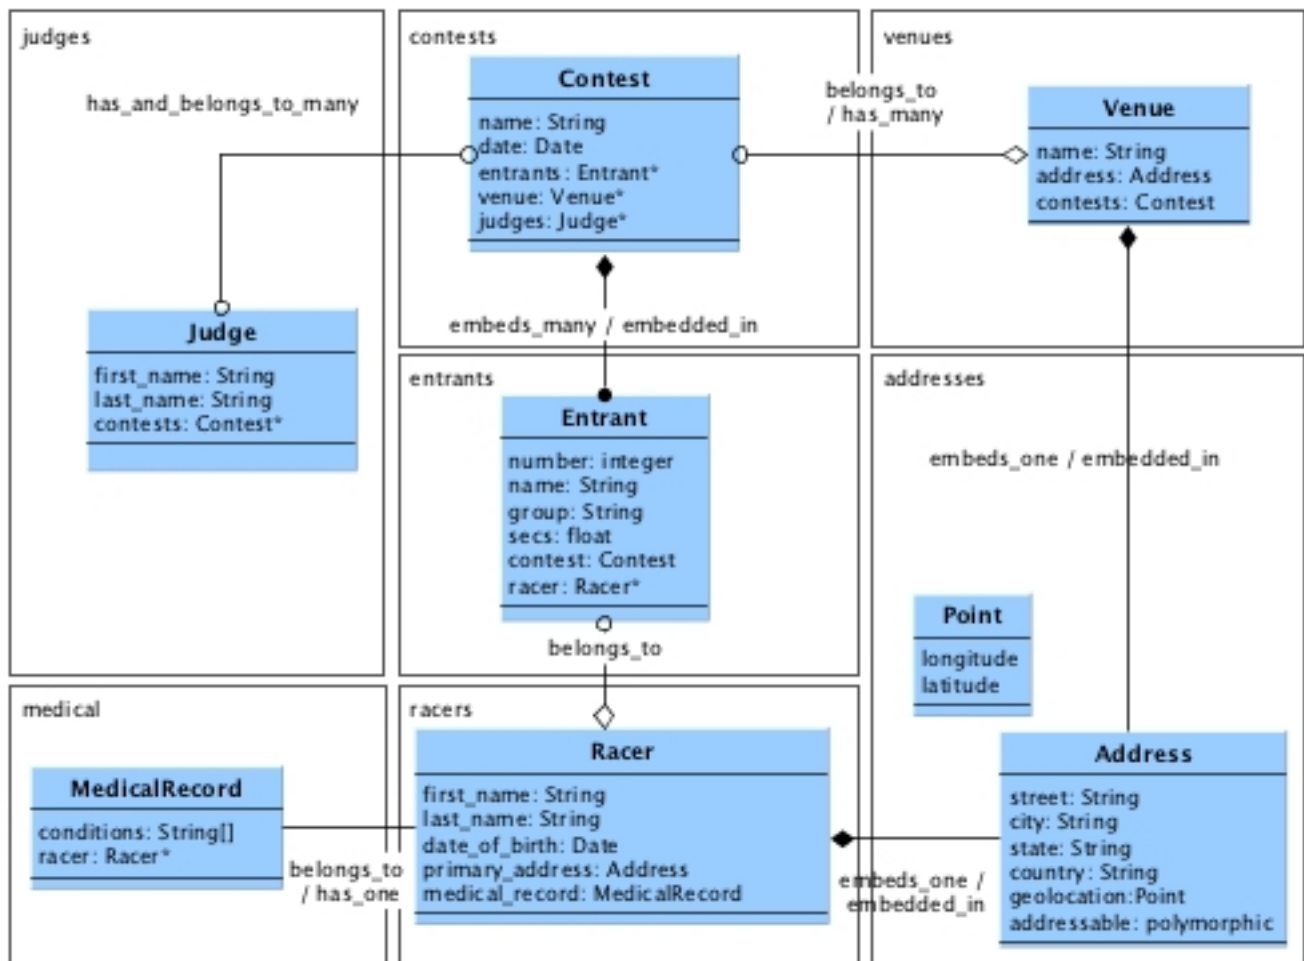 judges
has_and_belongs_to_many
Judge
first_name: String
last_name: String
contests: Contest*
contests
Contest
name: String
date: Date
entrants: Entrant*
venue: Venue*
judges: Judge*
belongs_to
/ has_many
venues
Venue
name: String
address: Address
contests: Contest
embeds_many / embedded_in
entrants
Entrant
number: integer
name: String
group: String
secs: float
contest: Contest
racer: Racer*
belongs_to
addresses
embeds_one / embedded_in
Point
longitude
latitude
Address
street: String
city: String
state: String
country: String
geolocation:Point
addressable: polymorphic
medical
MedicalRecord
conditions: String[]
racer: Racer*
belongs_to
/ has_one
racers
Racer
first_name: String
last_name: String
date_of_birth: Date
primary_address: Address
medical_record: MedicalRecord
embeds_one /
embedded_in